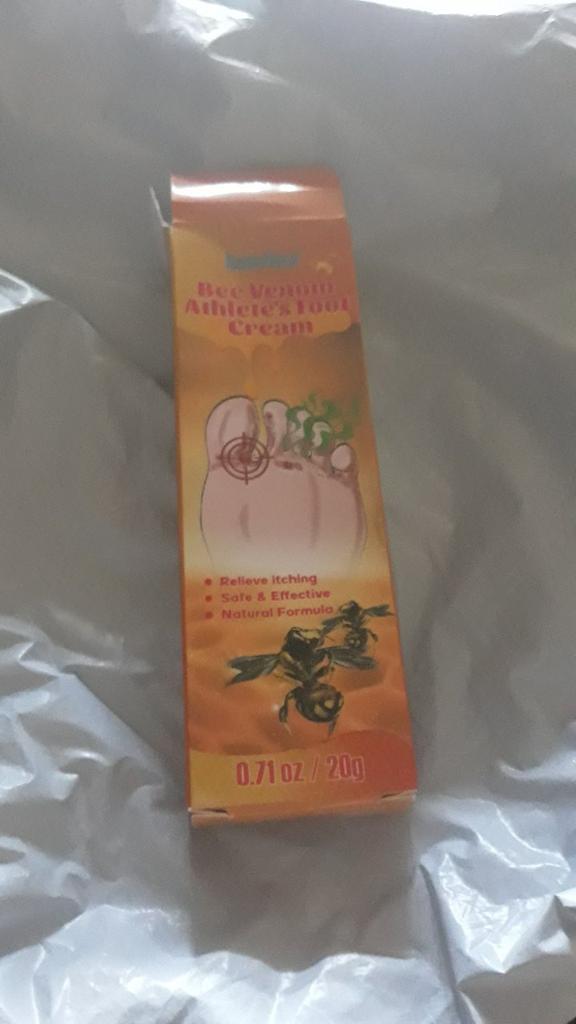 Bee Venom
Athlete's Foot
Cream
• Relieve Itching
• Safe & Effective
• Natural Formula
0.71 oz / 20g